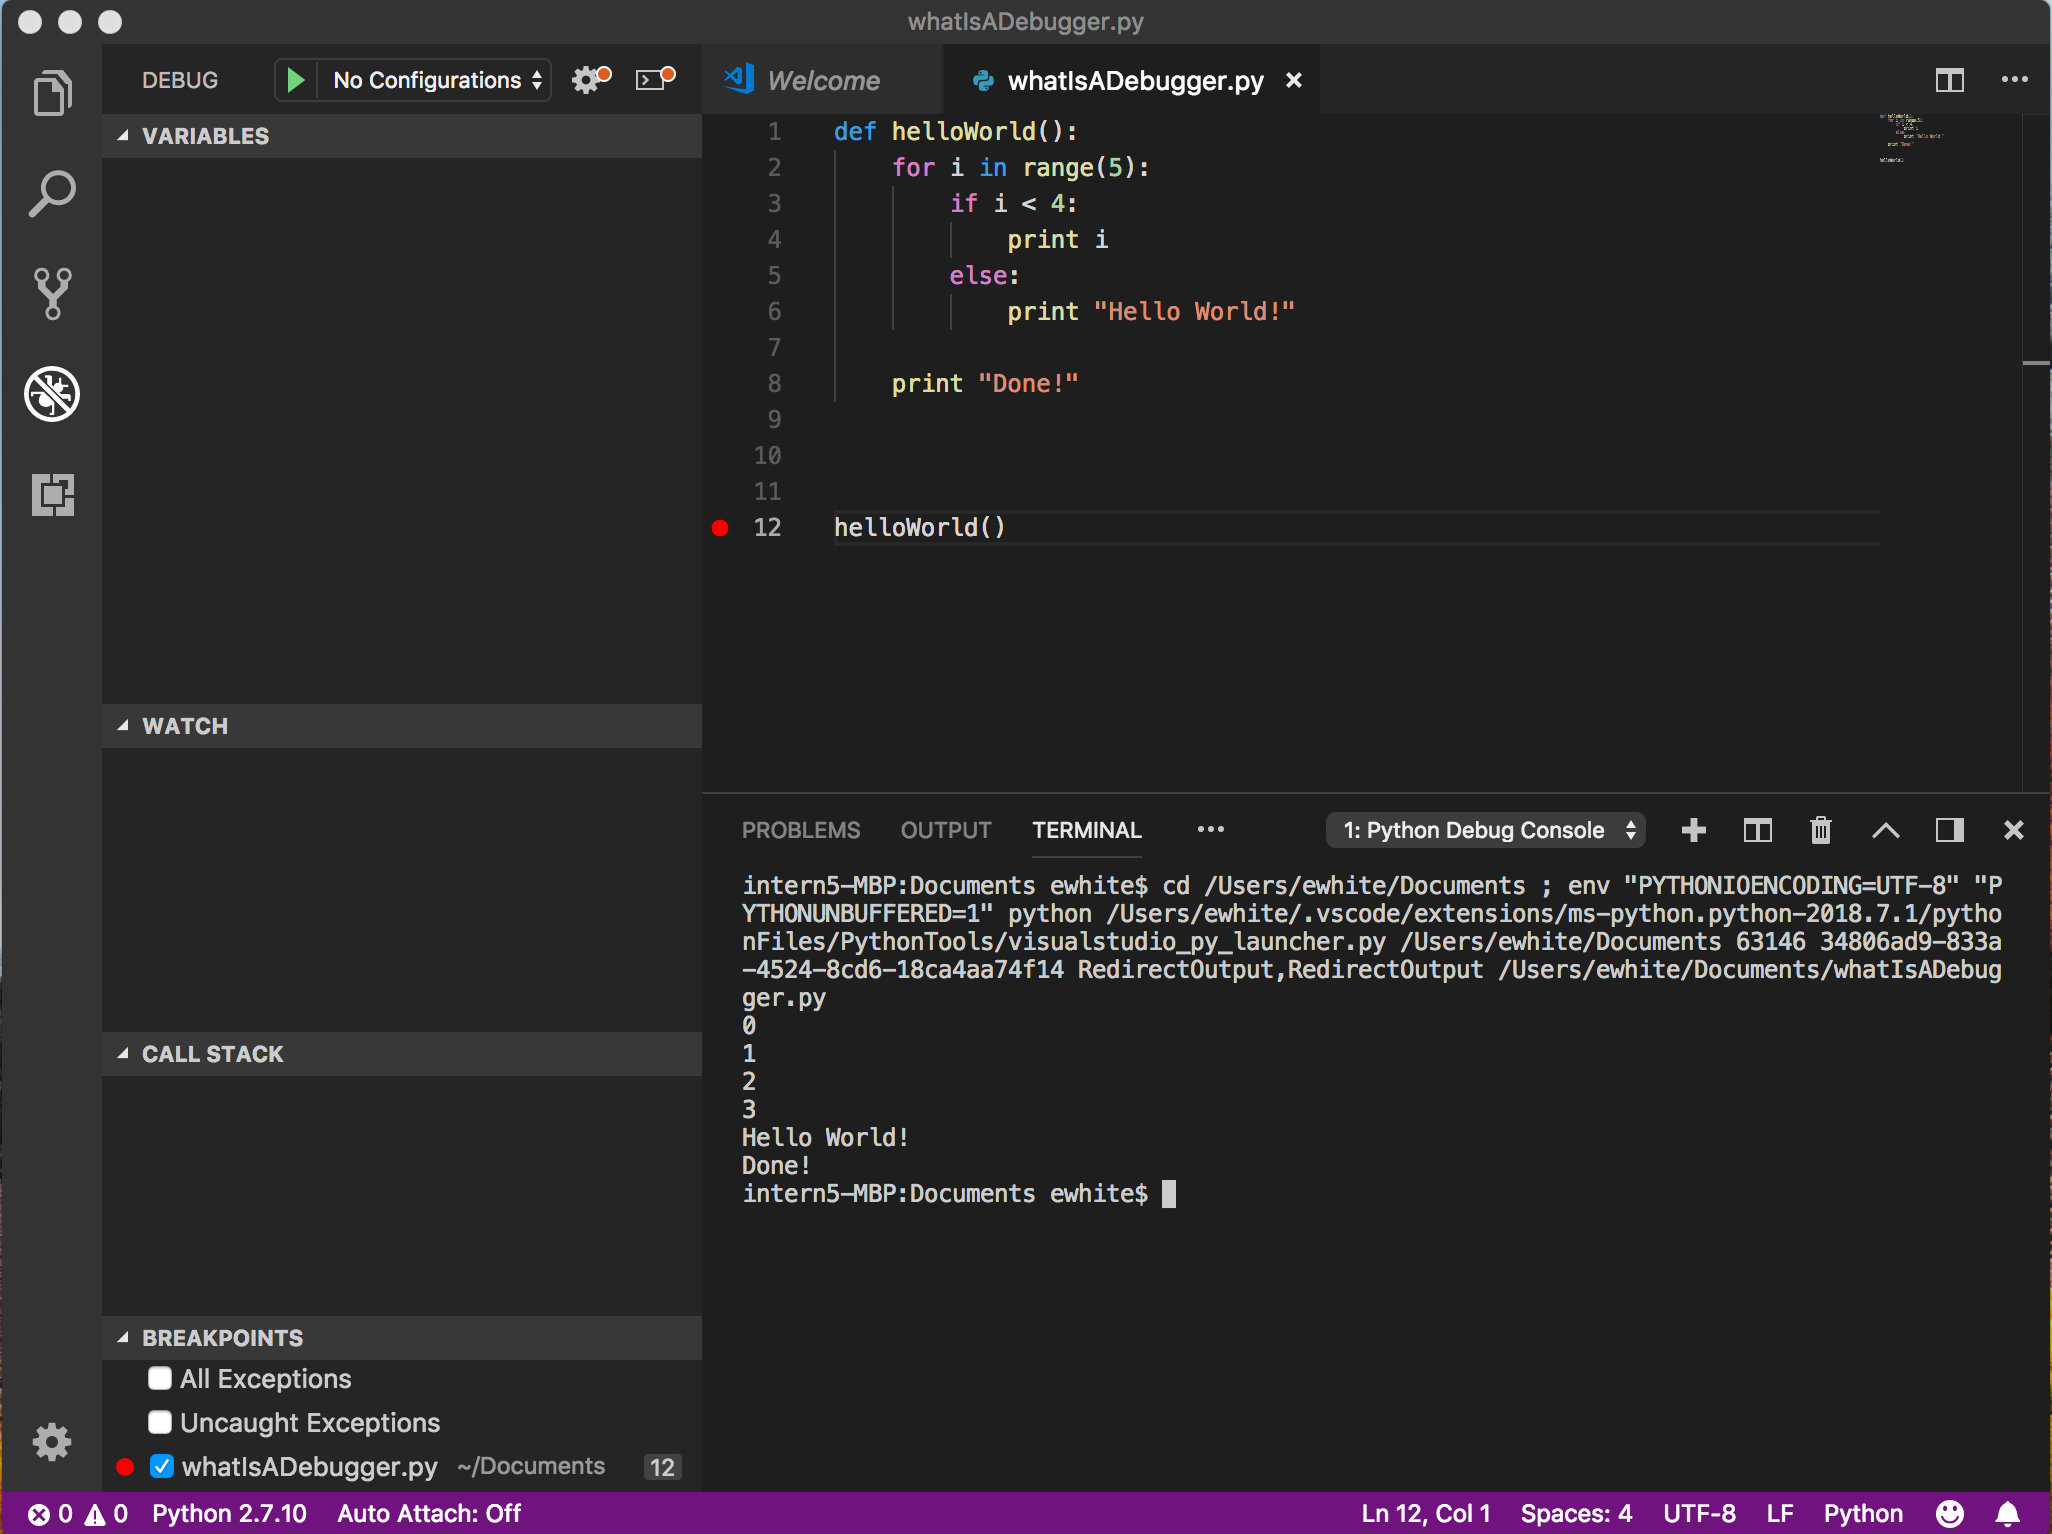 whatIsADebugger.py
DEBUG
No Configurations
Welcome
whatIsADebugger.py
VARIABLES
1 def helloWorld():
2     for i in range(5):
3         if i < 4:
4             print i
5         else:
6             print "Hello World!"
7
8     print "Done!"
9
10
11
12 helloWorld()
WATCH
CALL STACK
BREAKPOINTS
All Exceptions
Uncaught Exceptions
whatIsADebugger.py ~/Documents 12
PROBLEMS OUTPUT TERMINAL 1: Python Debug Console
intern5-MBP:Documents ewhite$ cd /Users/ewhite/Documents ; env "PYTHONIOENCODING=UTF-8" "P
YTHONUNBUFFERED=1" python /Users/ewhite/.vscode/extensions/ms-python.python-2018.7.1/pytho
nFiles/PythonTools/visualstudio_py_launcher.py /Users/ewhite/Documents 63146 34806ad9-833a
-4524-8cd6-18ca4aa74f14 RedirectOutput,RedirectOutput /Users/ewhite/Documents/whatIsADebug
ger.py
0
1
2
3
Hello World!
Done!
intern5-MBP:Documents ewhite$
0 0 Python 2.7.10 Auto Attach: Off Ln 12, Col 1 Spaces: 4 UTF-8 LF Python